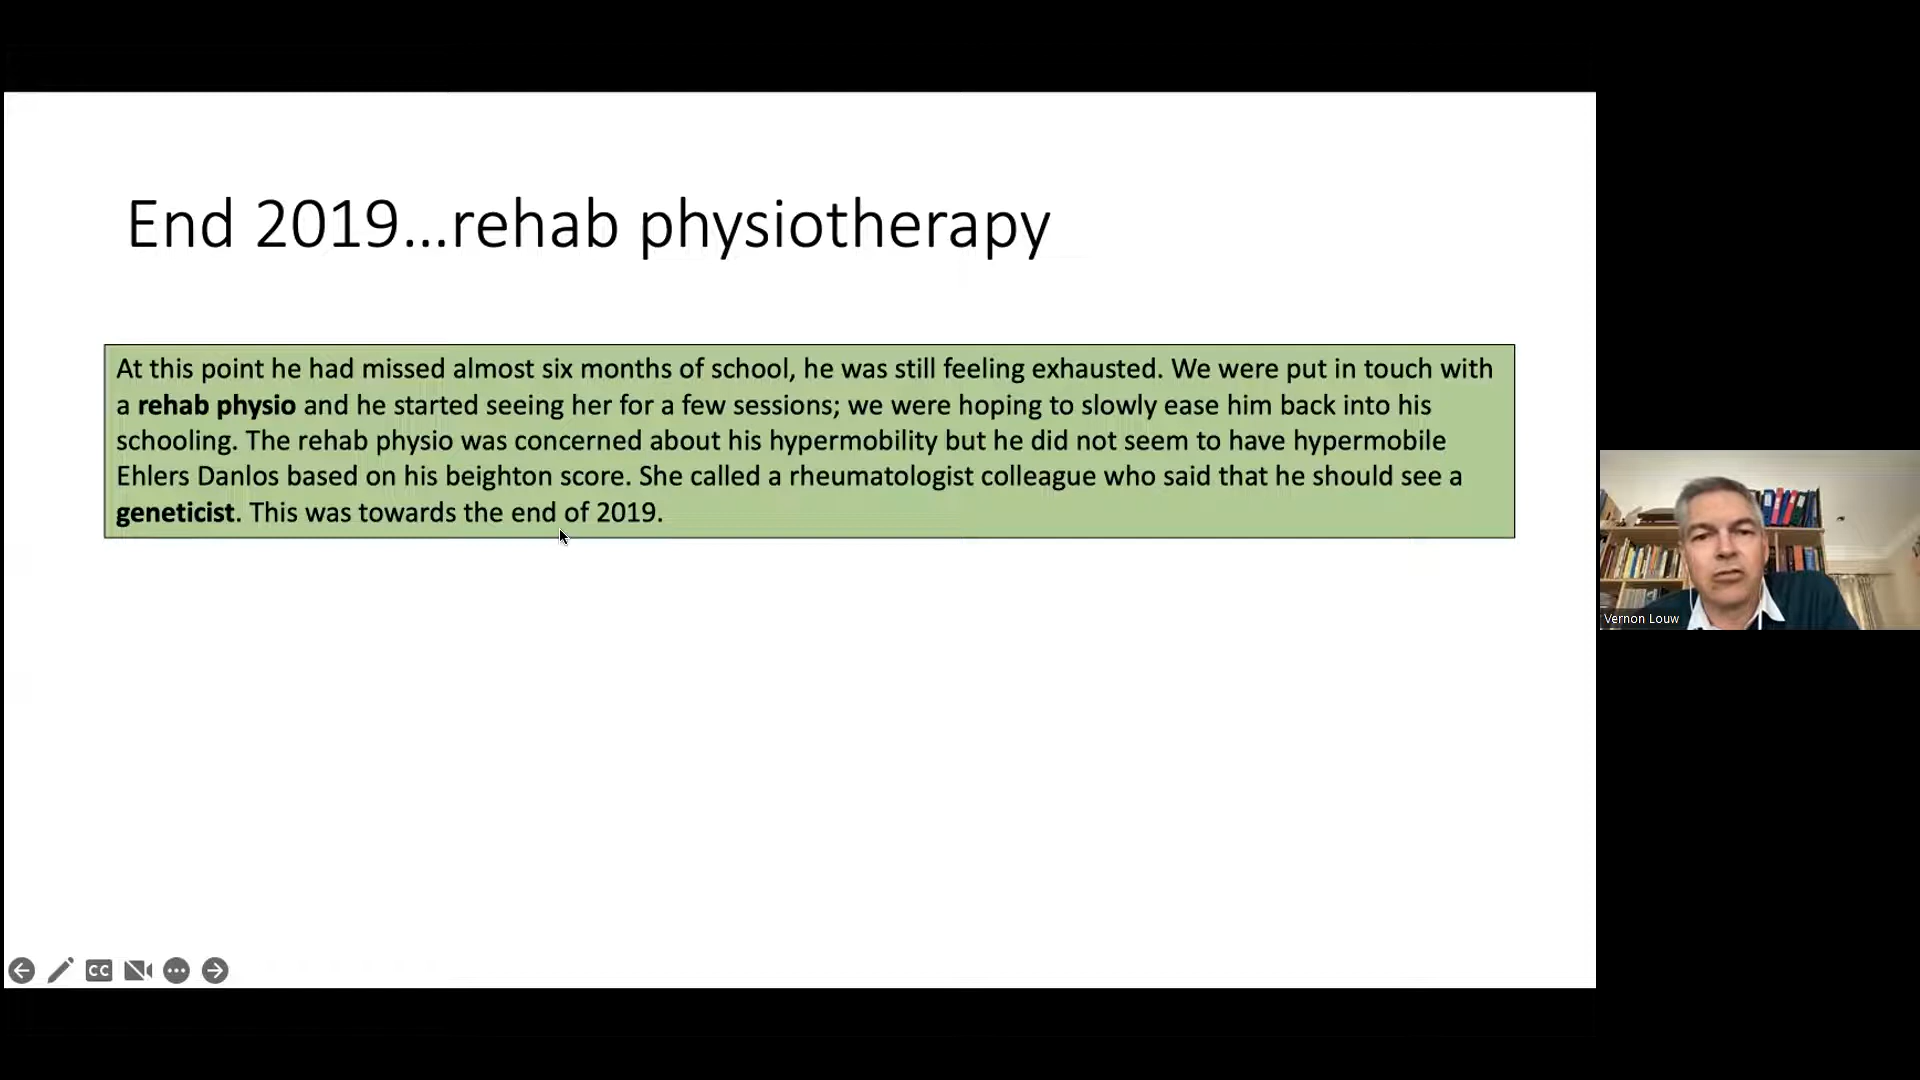 End 2019...rehab physiotherapy
At this point he had missed almost six months of school, he was still feeling exhausted. We were put in touch with
a rehab physio and he started seeing her for a few sessions; we were hoping to slowly ease him back into his
schooling. The rehab physio was concerned about his hypermobility but he did not seem to have hypermobile
Ehlers Danlos based on his beighton score. She called a rheumatologist colleague who said that he should see a
geneticist. This was towards the end of 2019.
Vernon Louw
CC